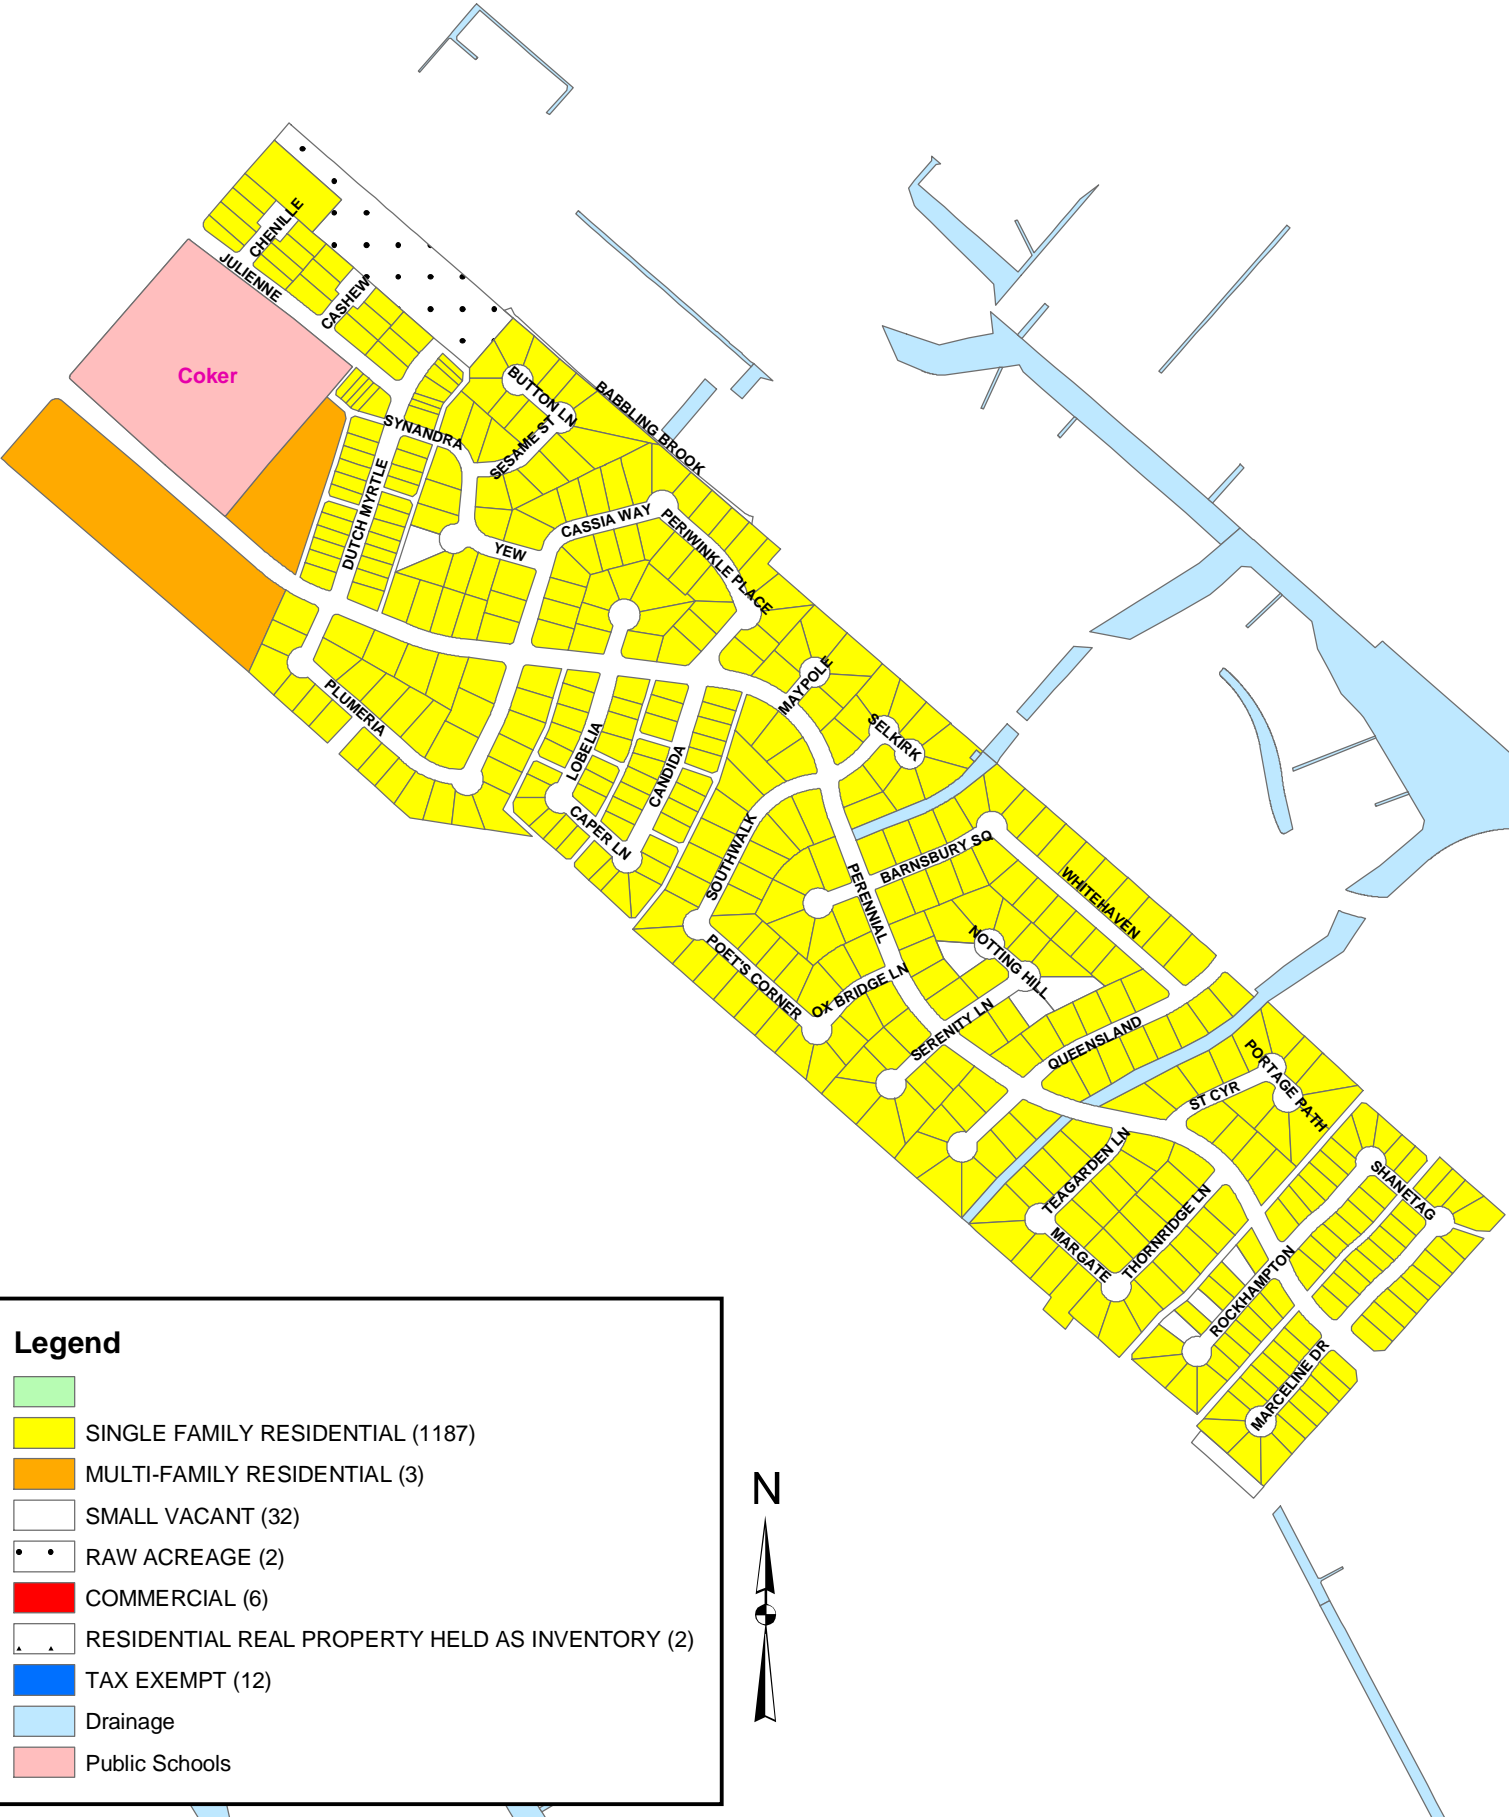 CHENILLE
JULIENNE
CASHEW
Coker
BUTTON LN
BABBLING BROOK
SYNANDRA
SESAME ST
DUTCH MYRTLE
CASSIA WAY
YEW
PERIWINKLE PLACE
MAYPOLE
PLUMERIA
SELKIRK
LOBELIA
CANDIDA
CAPER LN
SOUTHWALK
BARNSBURY SQ
PERENNIAL
WHITEHAVEN
POET'S CORNER
NOTTING HILL
OX BRIDGE LN
SERENITY LN
QUEENSLAND
PORTAGE PATH
ST CYR
TEAGARDEN LN
SHANETAG
THORNRIDGE LN
MARGATE
ROCKHAMPTON
MARCELINE DR
Legend
SINGLE FAMILY RESIDENTIAL (1187)
MULTI-FAMILY RESIDENTIAL (3)
SMALL VACANT (32)
RAW ACREAGE (2)
COMMERCIAL (6)
RESIDENTIAL REAL PROPERTY HELD AS INVENTORY (2)
TAX EXEMPT (12)
Drainage
Public Schools
N